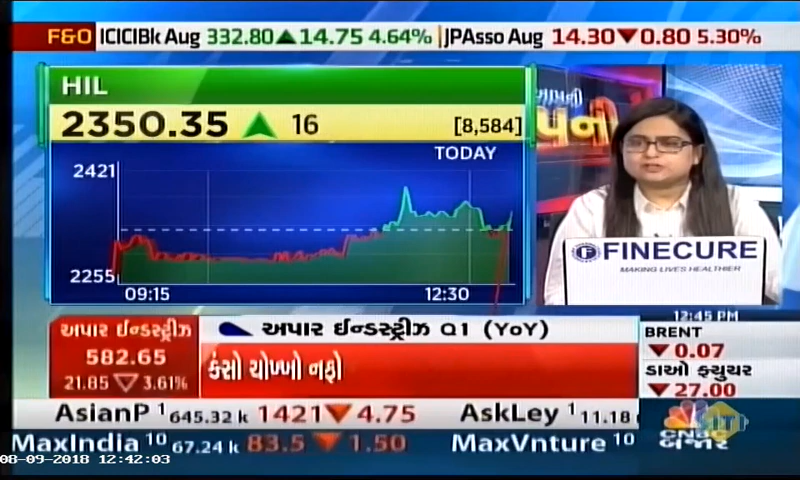 F&O ICICIBk Aug 332.80▲14.75 4.64% JPAsso Aug 14.30▼0.80 5.30%
HIL
2350.35 ▲ 16 [8,584]
TODAY
2421
2255
09:15 12:30
FINECURE
MAKING LIVES HEALTHIER
12:45 PM
અપાર ઈન્ડસ્ટ્રીઝ
582.65
21.85 ▽ 3.61%
અપાર ઈન્ડસ્ટ્રીઝ Q1 (YoY)
કંસો ચોખ્ખો નફો
BRENT
▼0.07
ડાઓ ફ્યુચર
▼27.00
AsianP 1 645.32 k 1421▼4.75 AskLey 1 11.18
MaxIndia 10 67.24 k 83.5▼1.50 MaxVnture 10
CNBC
બજાર
SITI
08-09-2018 12:42:03